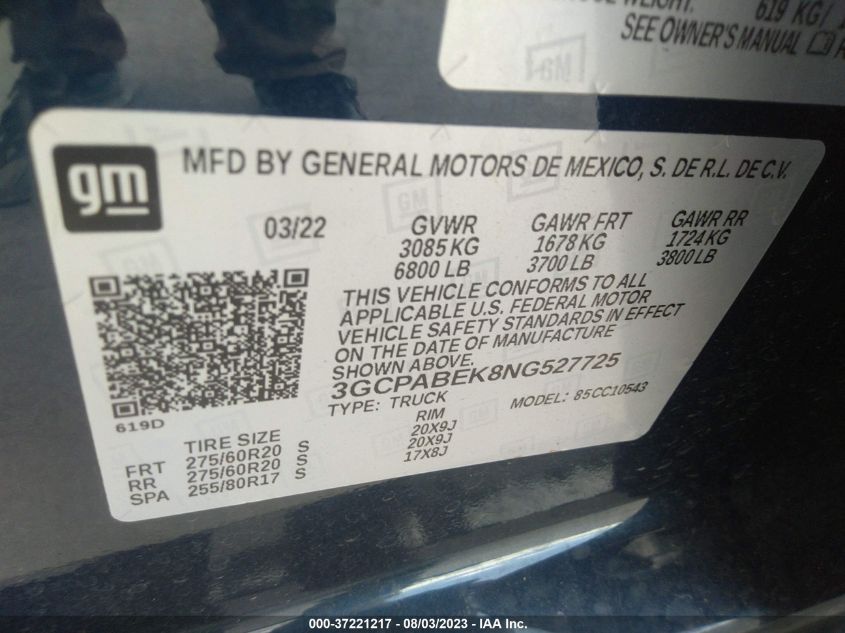 619 KG/
SEE OWNER'S MANUAL
gm
MFD BY GENERAL MOTORS DE MEXICO, S. DE R.L. DE C.V.
03/22 GVWR GAWR FRT GAWR RR
3085 KG 1678 KG 1724 KG
6800 LB 3700 LB 3800 LB
THIS VEHICLE CONFORMS TO ALL
APPLICABLE U.S. FEDERAL MOTOR
VEHICLE SAFETY STANDARDS IN EFFECT
ON THE DATE OF MANUFACTURE
SHOWN ABOVE.
3GCPABEK8NG527725
TYPE: TRUCK MODEL: 85CC10543
619D
TIRE SIZE RIM
FRT 275/60R20 S 20X9J
RR 275/60R20 S 20X9J
SPA 255/80R17 S 17X8J
000-37221217 - 08/03/2023 - IAA Inc.